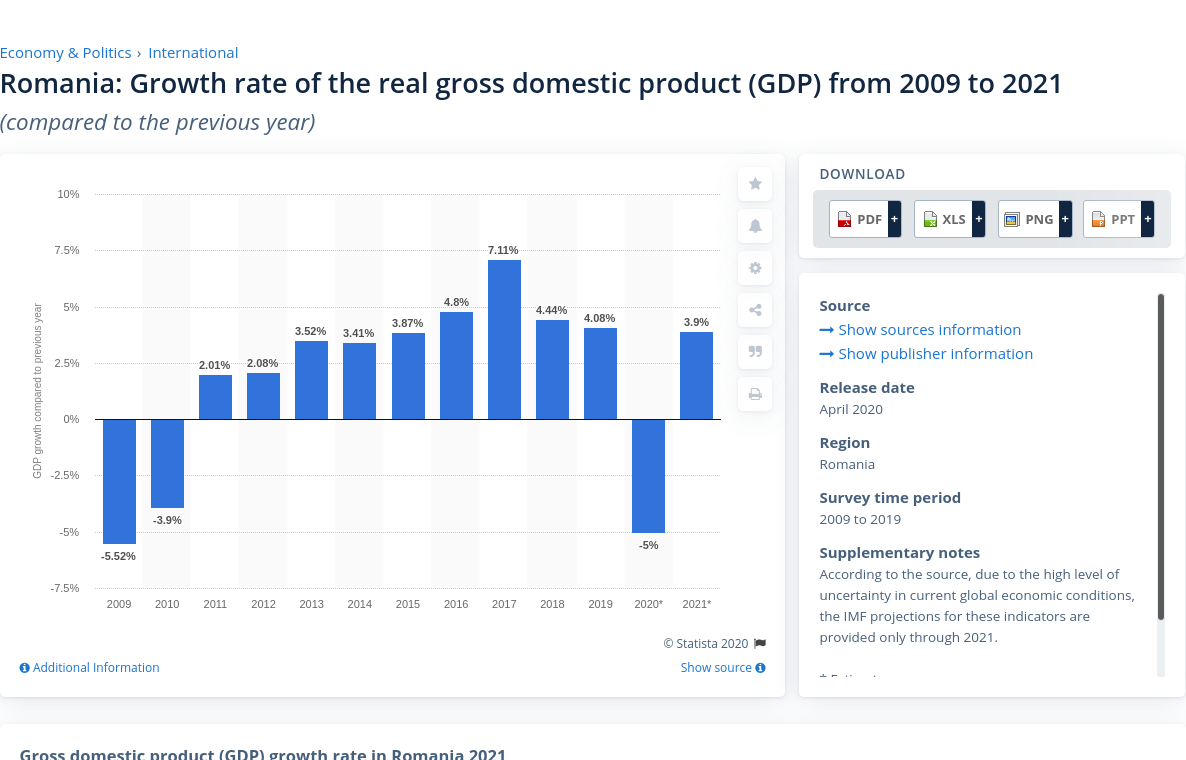 Economy & Politics › International
Romania: Growth rate of the real gross domestic product (GDP) from 2009 to 2021
(compared to the previous year)
GDP growth compared to previous year
10%
7.5%
5%
2.5%
0%
-2.5%
-5%
-7.5%
-5.52%
-3.9%
2.01%
2.08%
3.52%
3.41%
3.87%
4.8%
7.11%
4.44%
4.08%
-5%
3.9%
2009 2010 2011 2012 2013 2014 2015 2016 2017 2018 2019 2020* 2021*
© Statista 2020
Additional Information
Show source
DOWNLOAD
PDF + XLS + PNG + PPT +
Source
Show sources information
Show publisher information
Release date
April 2020
Region
Romania
Survey time period
2009 to 2019
Supplementary notes
According to the source, due to the high level of
uncertainty in current global economic conditions,
the IMF projections for these indicators are
provided only through 2021.
Gross domestic product (GDP) growth rate in Romania 2021